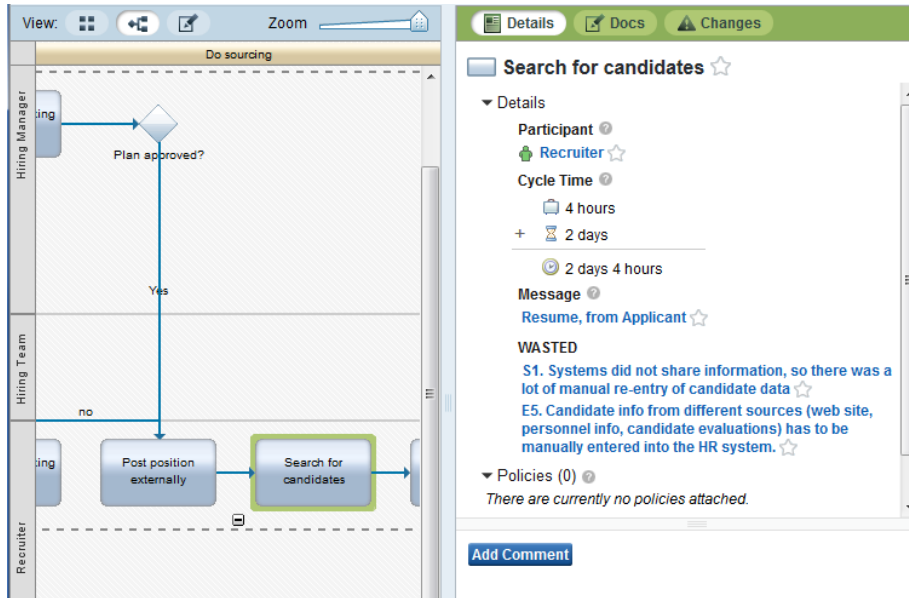 View:
Zoom
Do sourcing
Hiring Manager
ting
Plan approved?
Yes
Hiring Team
no
Recruiter
ting
Post position
externally
Search for
candidates
Details
Docs
Changes
Search for candidates
Details
Participant ?
Recruiter
Cycle Time ?
4 hours
+ 2 days
2 days 4 hours
Message ?
Resume, from Applicant
WASTED
S1. Systems did not share information, so there was a
lot of manual re-entry of candidate data
E5. Candidate info from different sources (web site,
personnel info, candidate evaluations) has to be
manually entered into the HR system.
Policies (0) ?
There are currently no policies attached.
Add Comment